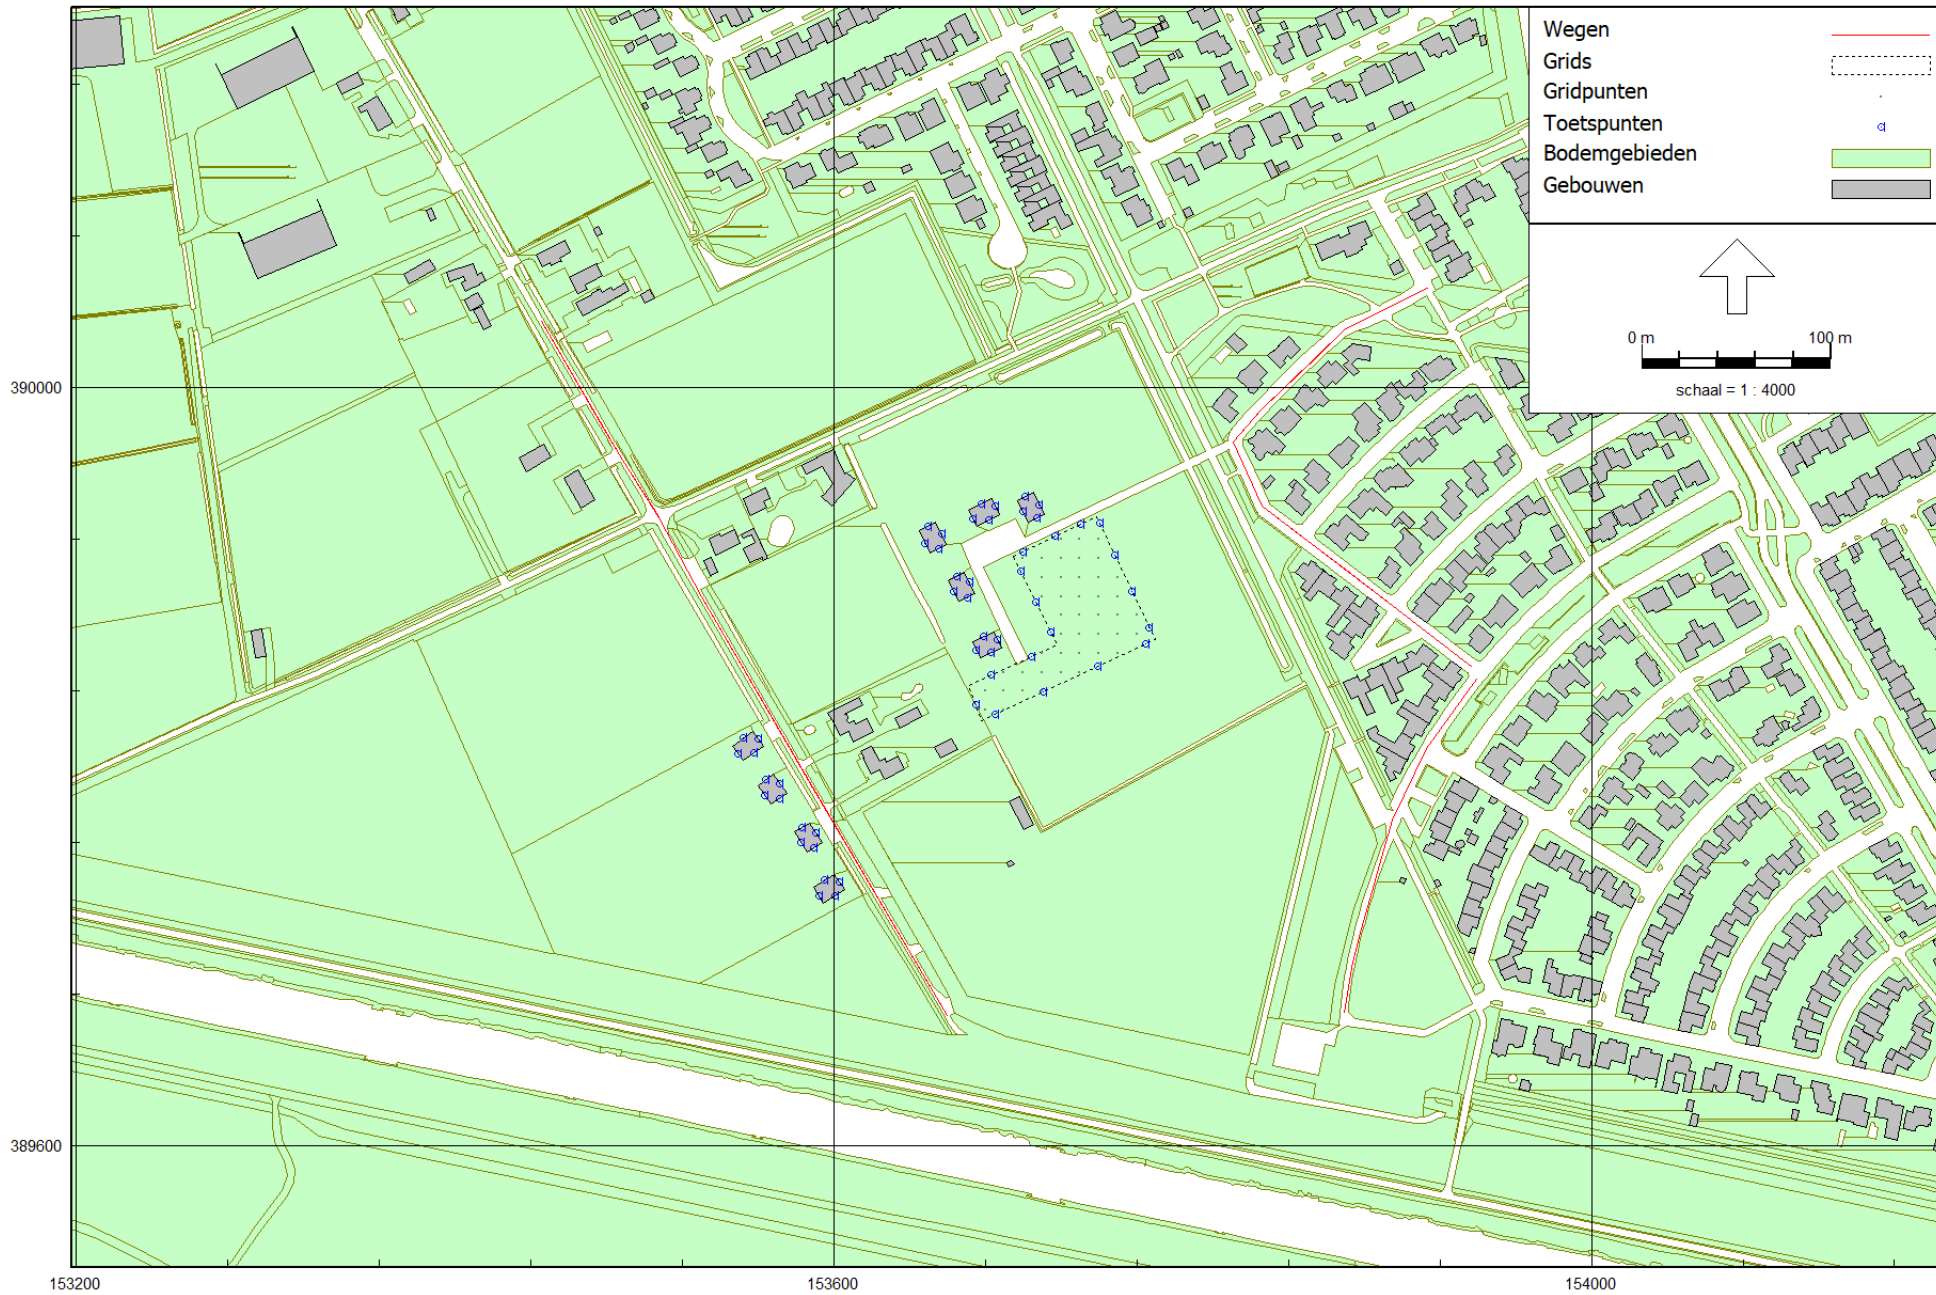 Wegen
Grids
Gridpunten
Toetspunten
Bodemgebieden
Gebouwen
0 m 100 m
schaal = 1 : 4000
390000
389600
153200 153600 154000